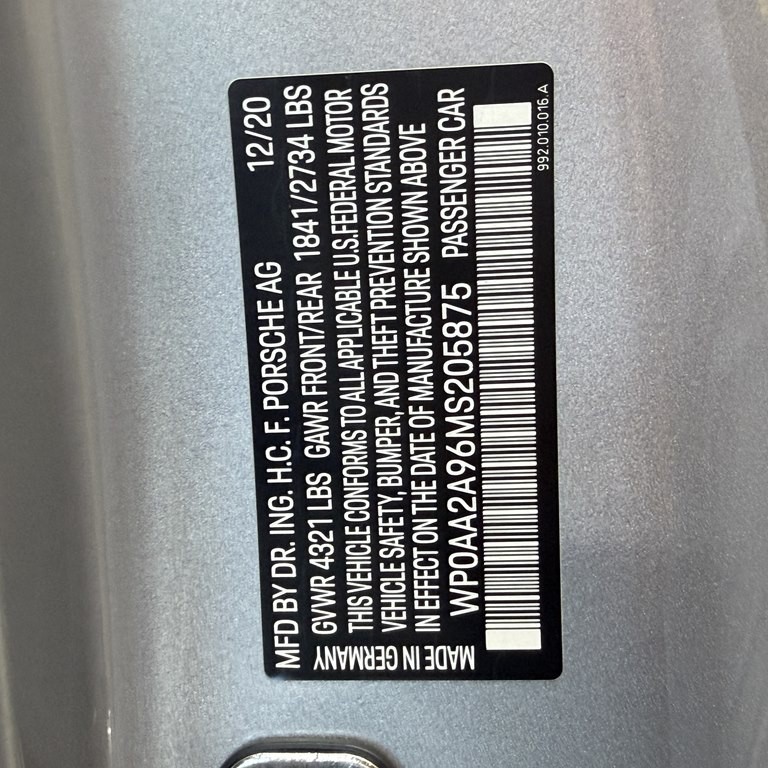 MFD BY DR. ING. H.C. F. PORSCHE AG 12/20
GVWR 4321 LBS GAWR FRONT/REAR 1841/2734 LBS
THIS VEHICLE CONFORMS TO ALL APPLICABLE U.S.FEDERAL MOTOR
VEHICLE SAFETY, BUMPER, AND THEFT PREVENTION STANDARDS
IN EFFECT ON THE DATE OF MANUFACTURE SHOWN ABOVE
WP0AA2A96MS205875 PASSENGER CAR
MADE IN GERMANY
992.010.016.A